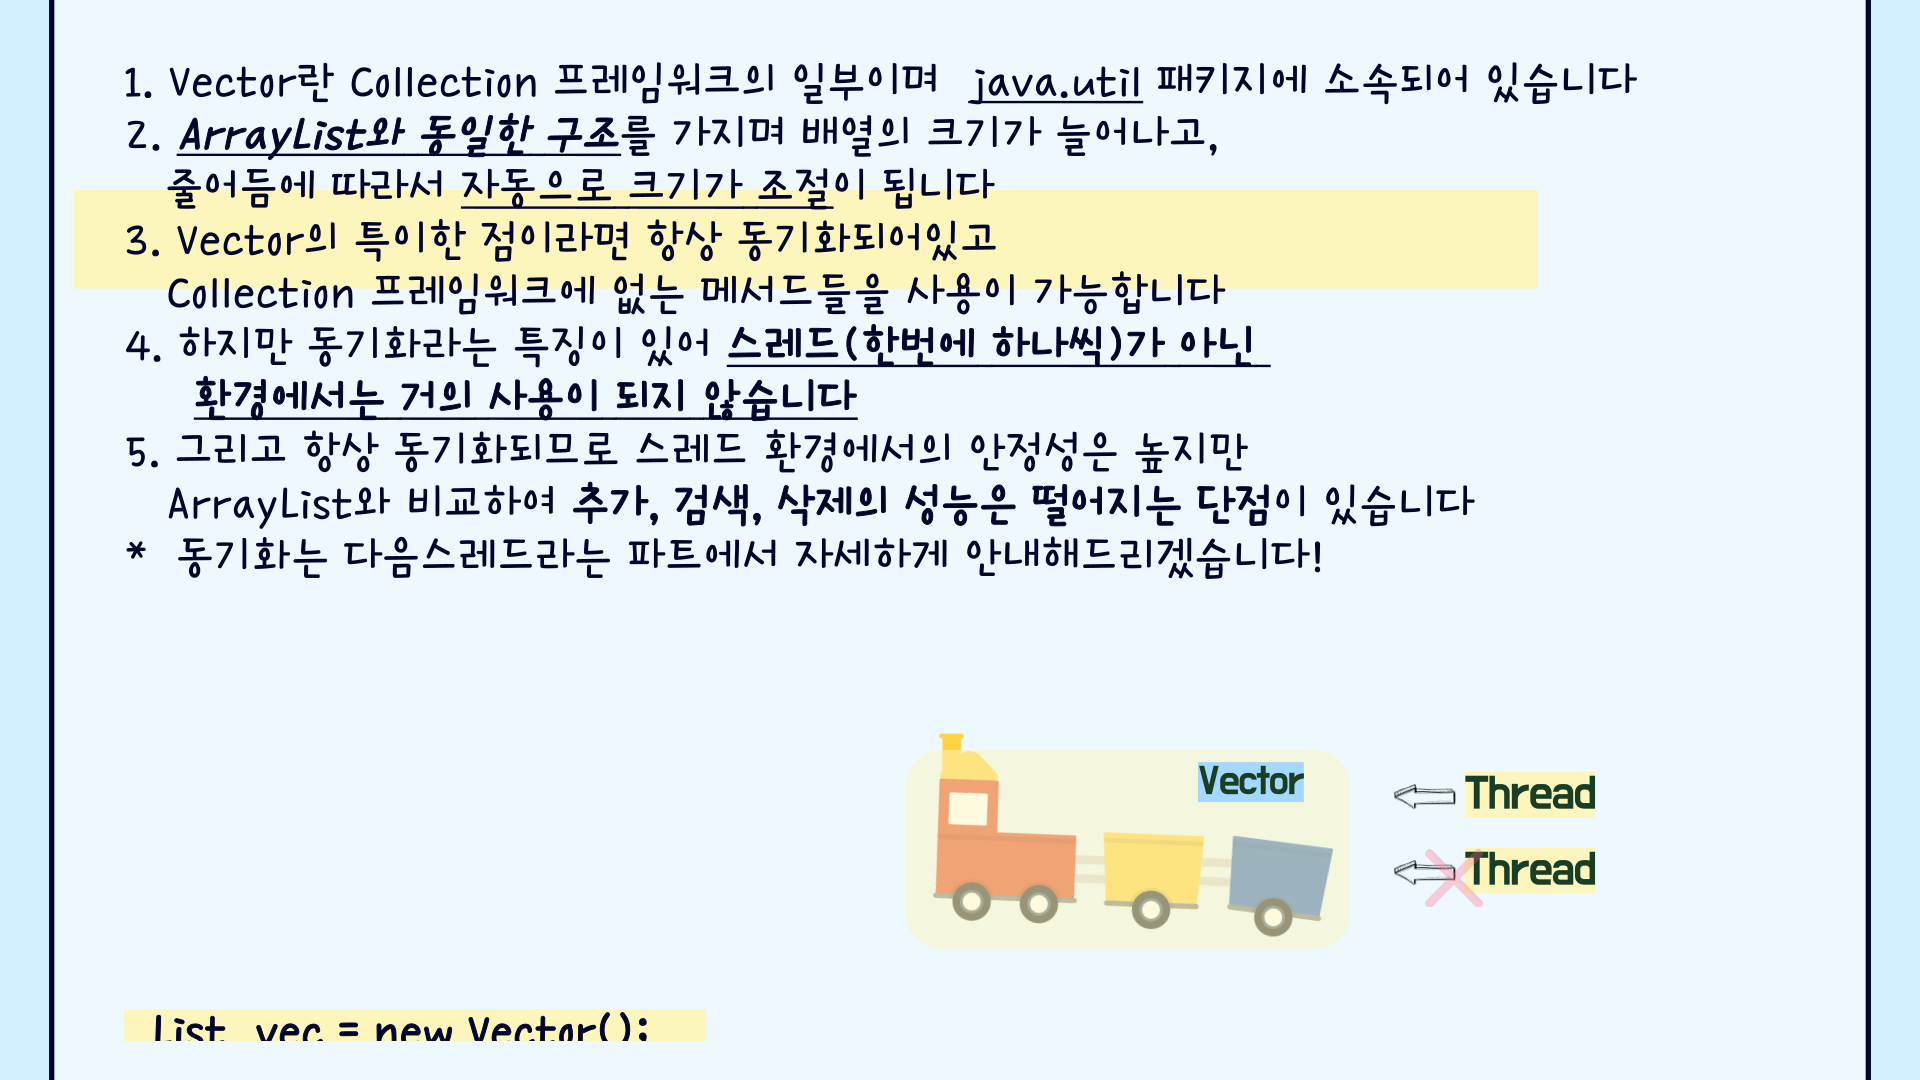 1. Vector란 Collection 프레임워크의 일부이며 java.util 패키지에 소속되어 있습니다
2. ArrayList와 동일한 구조를 가지며 배열의 크기가 늘어나고,
줄어듬에 따라서 자동으로 크기가 조절이 됩니다
3. Vector의 특이한 점이라면 항상 동기화되어있고
Collection 프레임워크에 없는 메서드들을 사용이 가능합니다
4. 하지만 동기화라는 특징이 있어 스레드(한번에 하나씩)가 아닌
환경에서는 거의 사용이 되지 않습니다
5. 그리고 항상 동기화되므로 스레드 환경에서의 안정성은 높지만
ArrayList와 비교하여 추가, 검색, 삭제의 성능은 떨어지는 단점이 있습니다
* 동기화는 다음스레드라는 파트에서 자세하게 안내해드리겠습니다!
Vector
Thread
Thread
List vec = new Vector();